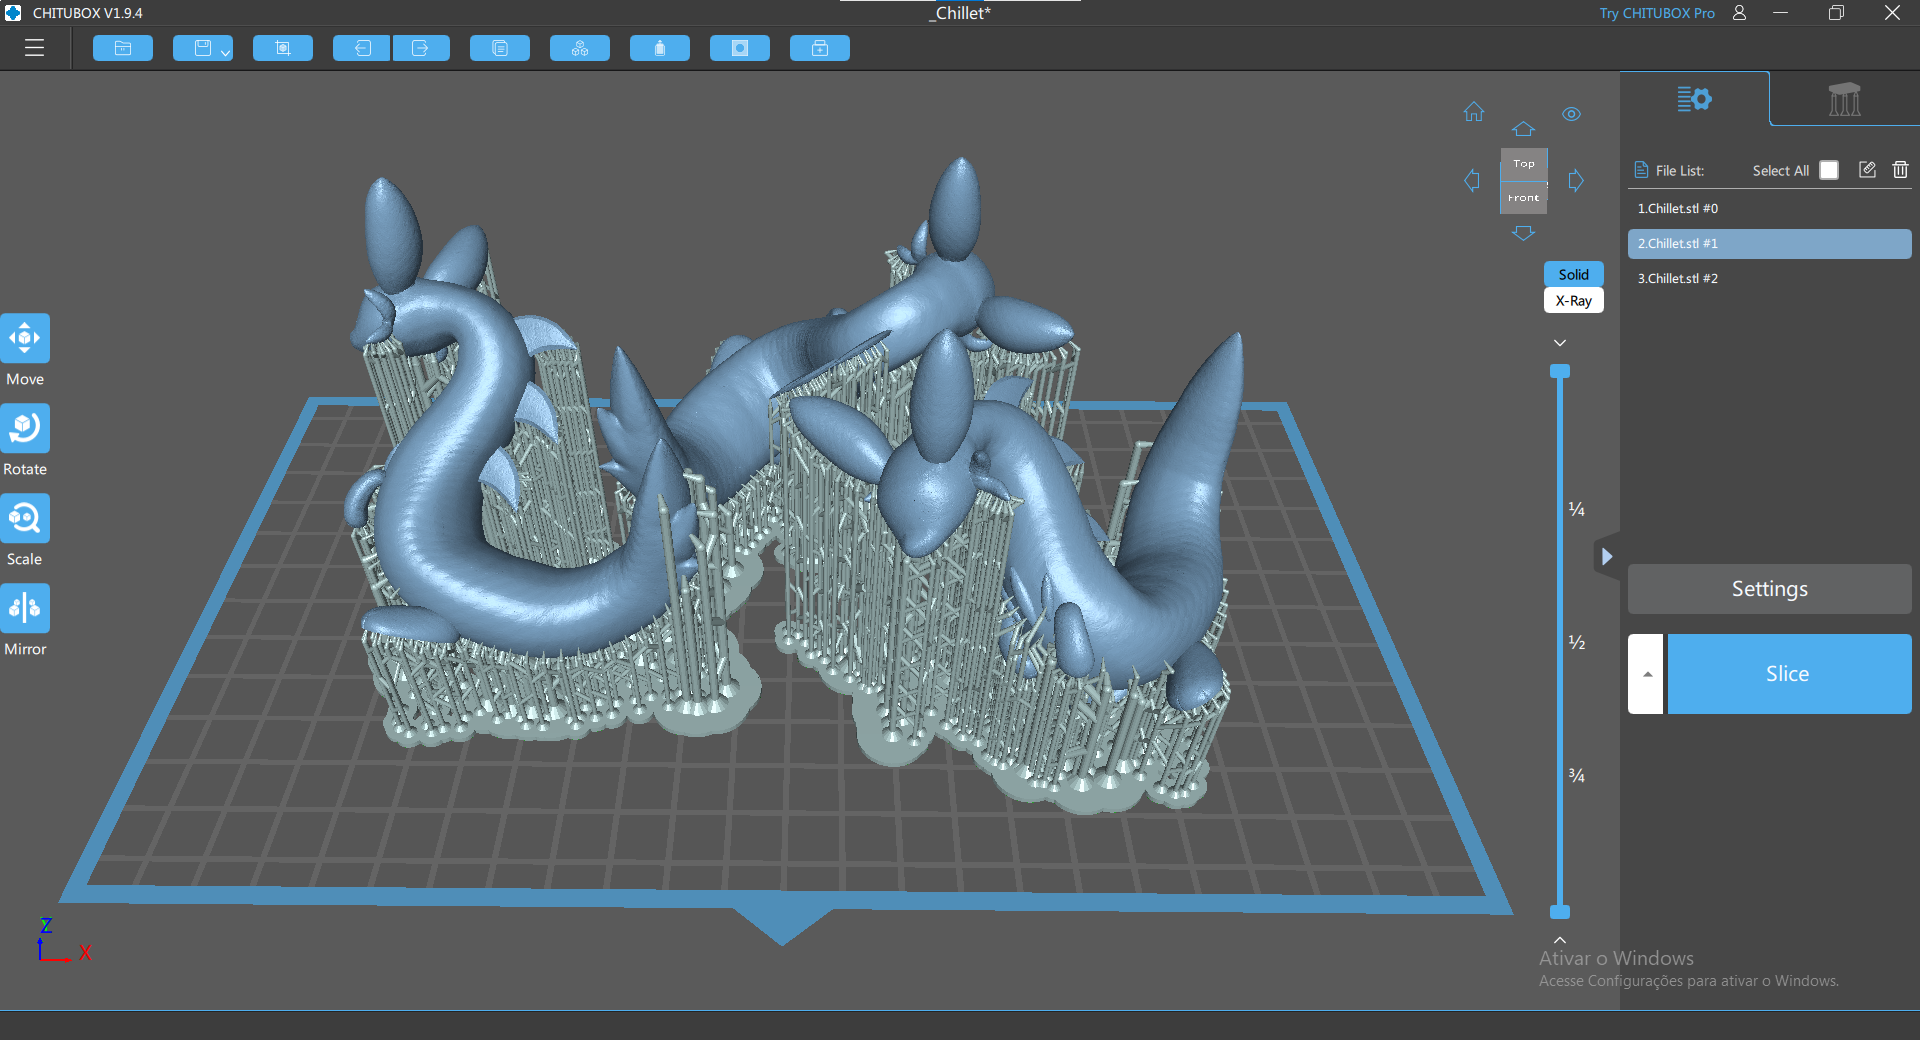 CHITUBOX V1.9.4
_Chillet*
Try CHITUBOX Pro
Top
Front
File List:
Select All
1.Chillet.stl #0
2.Chillet.stl #1
3.Chillet.stl #2
Solid
X-Ray
Move
Rotate
Scale
Mirror
¼
½
¾
Settings
Slice
Z
X
Ativar o Windows
Acesse Configurações para ativar o Windows.